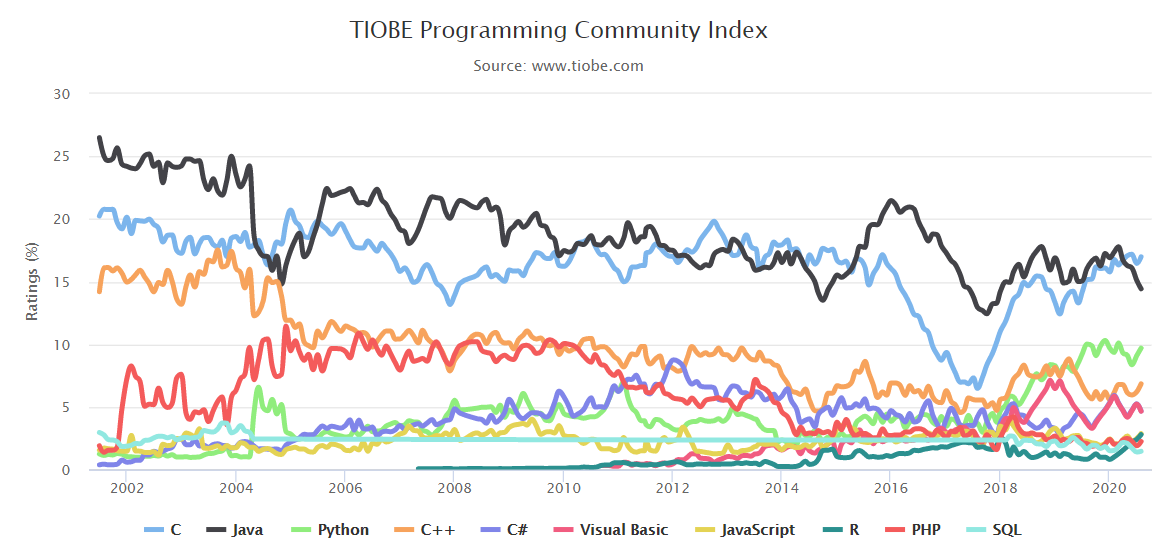 TIOBE Programming Community Index
Source: www.tiobe.com
30
25
20
15
10
5
0
Ratings (%)
2002 2004 2006 2008 2010 2012 2014 2016 2018 2020
C Java Python C++ C# Visual Basic JavaScript R PHP SQL